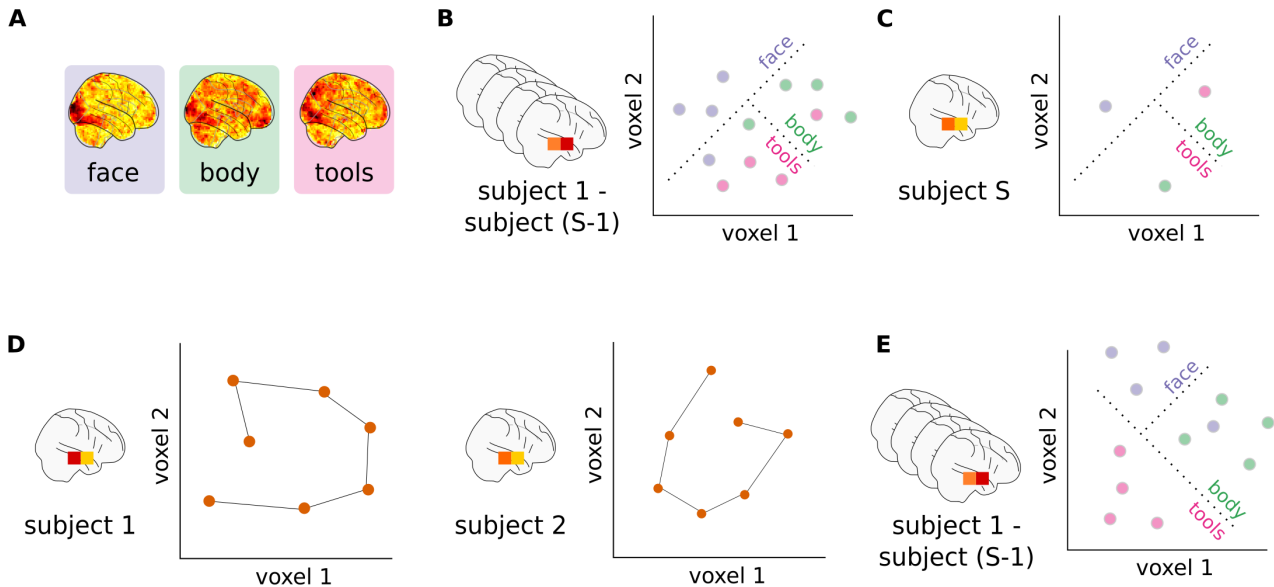 A
face
body
tools
B
subject 1 -
subject (S-1)
voxel 2
voxel 1
face
body
tools
C
subject S
voxel 2
voxel 1
face
body
tools
D
subject 1
voxel 2
voxel 1
subject 2
voxel 2
voxel 1
E
subject 1 -
subject (S-1)
voxel 2
voxel 1
face
body
tools